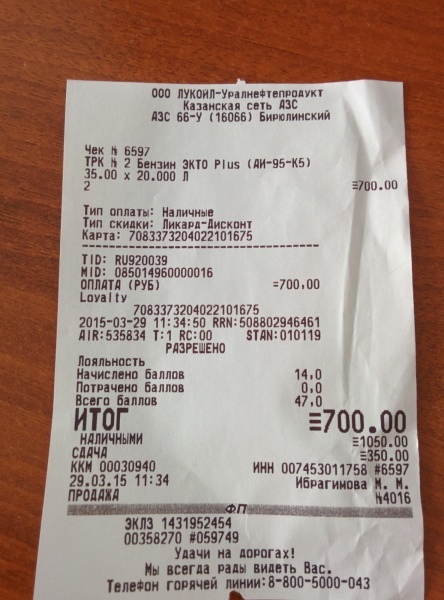 ООО ЛУКОЙЛ-Уралнефтепродукт
Казанская сеть АЗС
АЗС 66-У (16066) Бирюлинский
Чек № 6597
ТРК № 2 Бензин ЭКТО Plus (АИ-95-К5)
35.00 x 20.000 Л
2 ≡700.00
Тип оплаты: Наличные
Тип скидки: Ликард-Дисконт
Карта: 7083373204022101675
--------------------------------
TID: RU920039
MID: 085014960000016
ОПЛАТА (РУБ) =700,00
Loyalty
7083373204022101675
2015-03-29 11:34:50 RRN:508802946461
AIR:535834 T:1 RC:00 STAN:010119
РАЗРЕШЕНО
Лояльность
Начислено баллов 14,0
Потрачено баллов 0,0
Всего баллов 47,0
ИТОГ ≡700.00
НАЛИЧНЫМИ ≡1050.00
СДАЧА ≡350.00
ККМ 00030940 ИНН 007453011758 #6597
29.03.15 11:34 Ибрагимова М. М.
ПРОДАЖА №4016
ФП
ЭКЛЗ 1431952454
00358270 #059749
Удачи на дорогах!
Мы всегда рады видеть Вас.
Телефон горячей линии:8-800-5000-043